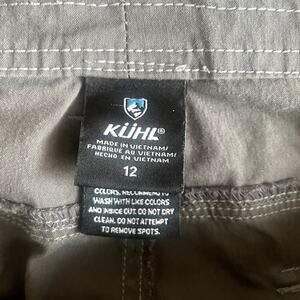 KÜHL®
MADE IN VIETNAM/
FABRIQUÉ AU VIETNAM/
HECHO EN VIETNAM
12
COLORS. RECOMMEND TO
WASH WITH LIKE COLORS
AND INSIDE OUT. DO NOT DRY
CLEAN. DO NOT ATTEMPT
TO REMOVE SPOTS.